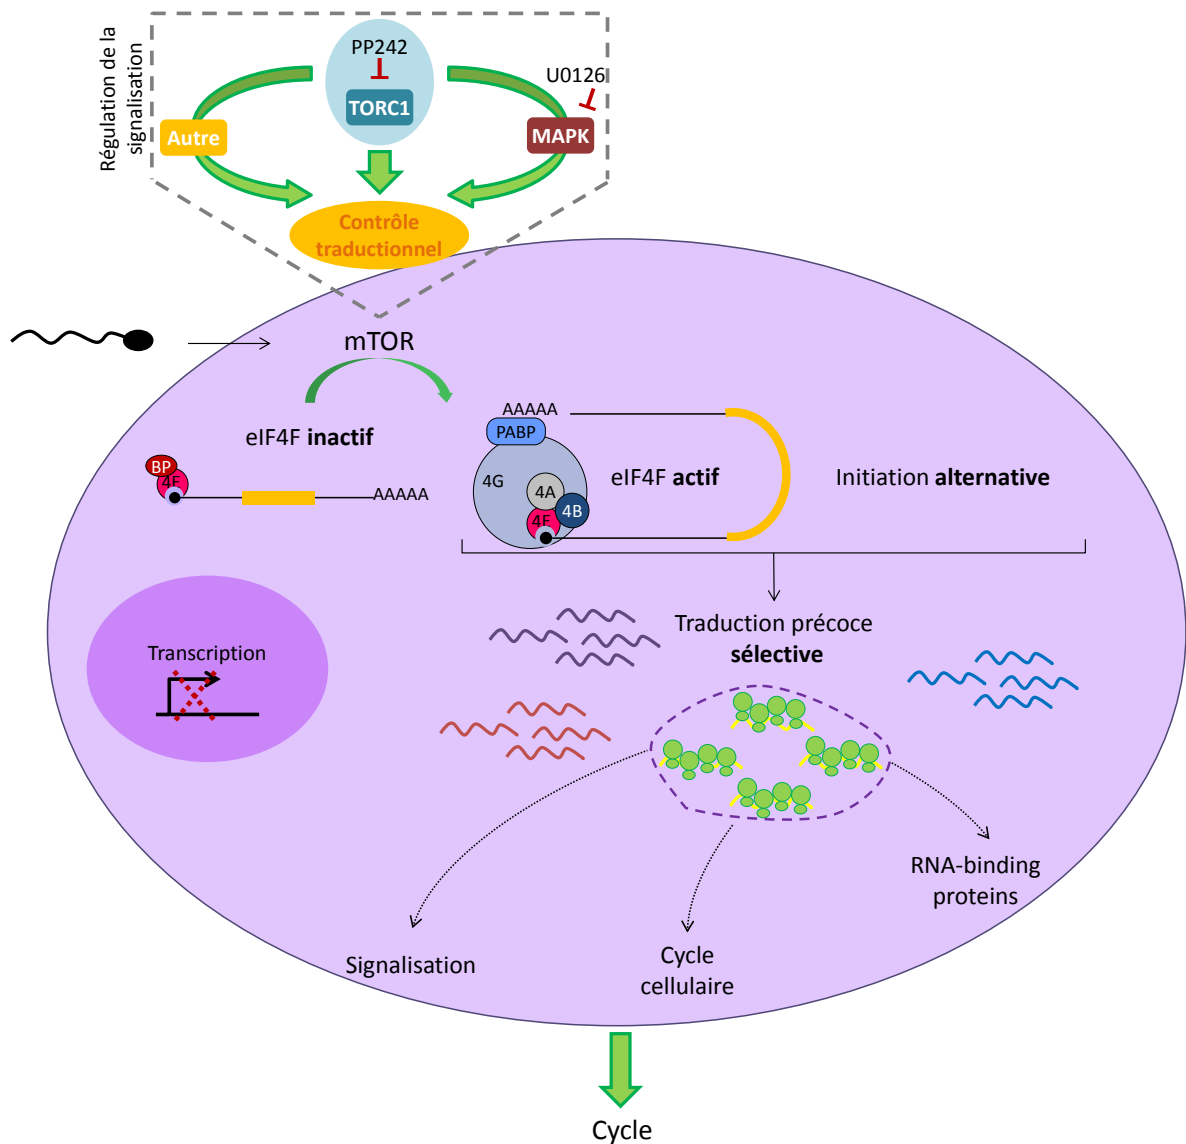 Régulation de la
signalisation
PP242
U0126
TORC1
Autre
MAPK
Contrôle
traductionnel
mTOR
eIF4F inactif
BP
4E
AAAAA
AAAAA
PABP
4G
4A
4B
4E
eIF4F actif
Initiation alternative
Traduction précoce
sélective
Transcription
RNA-binding
proteins
Signalisation
Cycle
cellulaire
Cycle